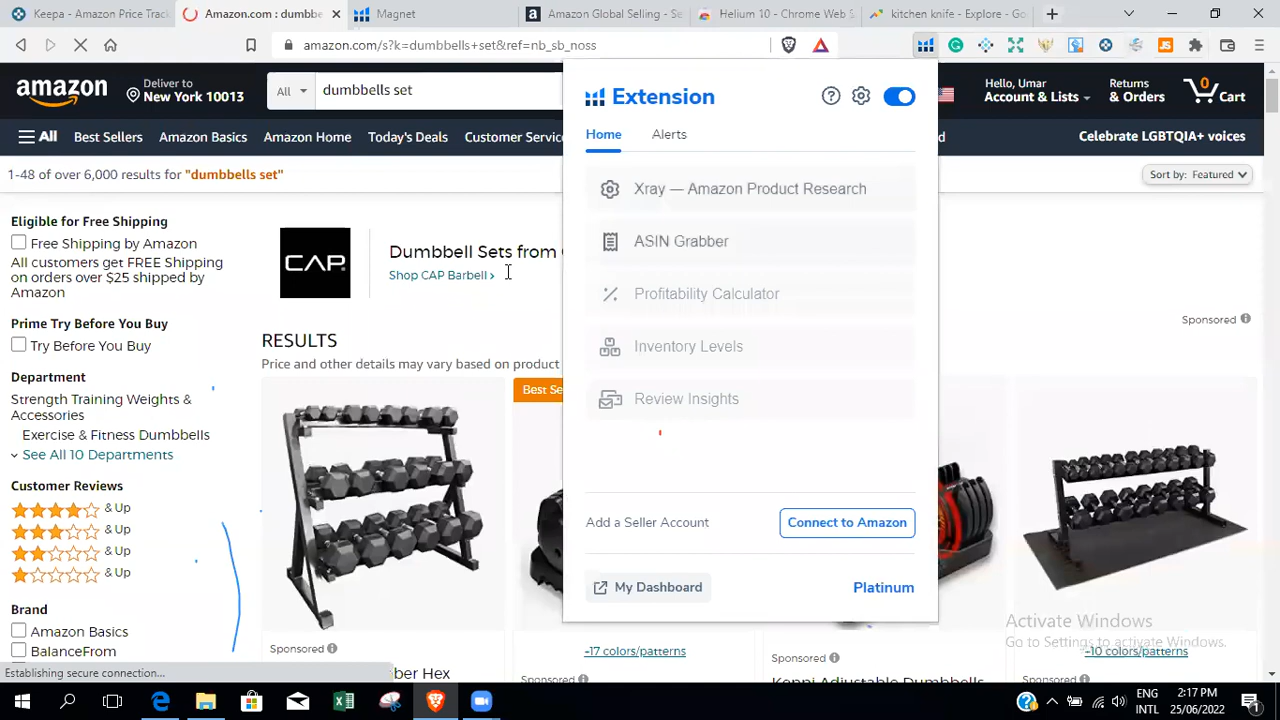 Keepa - Amazon Price Track
Amazon.com : dumbbe
Magnet
Amazon Global Selling - Se
Helium 10 - Chrome Web S
kitchen knife - Explore - Go
amazon.com/s?k=dumbbells+set&ref=nb_sb_noss
amazon
Deliver to
New York 10013
All
dumbbells set
Hello, Umar
Account & Lists
Returns
& Orders
0
Cart
All
Best Sellers
Amazon Basics
Amazon Home
Today's Deals
Customer Servic
Celebrate LGBTQIA+ voices
1-48 of over 6,000 results for "dumbbells set"
Sort by: Featured
Extension
Home
Alerts
Xray — Amazon Product Research
ASIN Grabber
Profitability Calculator
Inventory Levels
Review Insights
Add a Seller Account
Connect to Amazon
My Dashboard
Platinum
Eligible for Free Shipping
Free Shipping by Amazon
All customers get FREE Shipping
on orders over $25 shipped by
Amazon
Prime Try Before You Buy
Try Before You Buy
Department
Strength Training Weights &
Accessories
Exercise & Fitness Dumbbells
See All 10 Departments
Customer Reviews
& Up
& Up
& Up
& Up
Brand
Amazon Basics
BalanceFrom
CAP
Dumbbell Sets from
Shop CAP Barbell ›
Sponsored
RESULTS
Price and other details may vary based on product
Best Se
Sponsored
ber Hex
+17 colors/patterns
Sponsored
Sponsored
Keppi Adjustable Dumbbells
+10 colors/patterns
Sponsored
Activate Windows
Go to Settings to activate Windows.
Establishing secure connection...
ENG
INTL
2:17 PM
25/06/2022
1